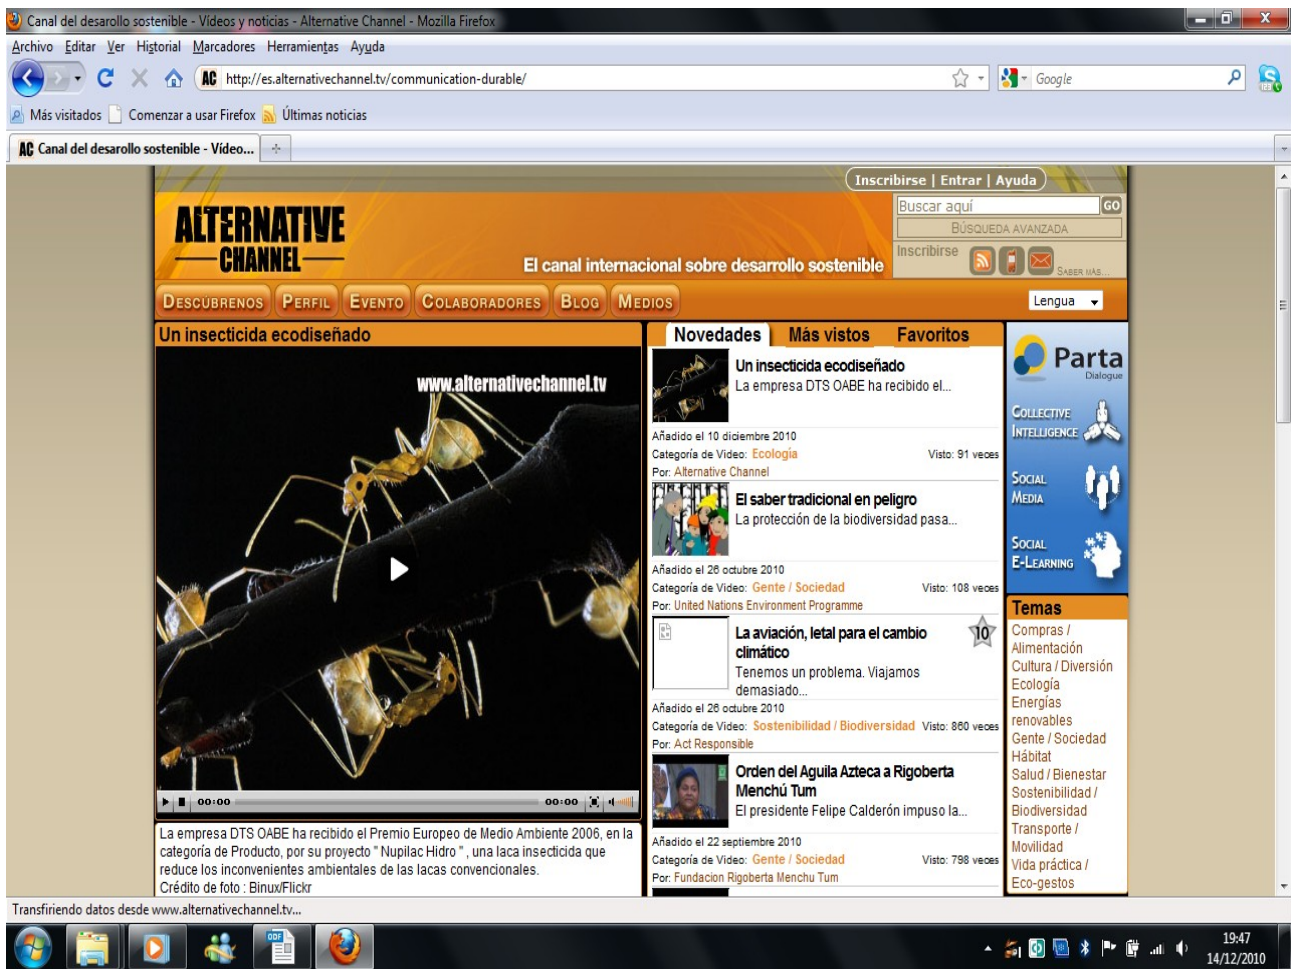 Canal del desarollo sostenible - Vídeos y noticias - Alternative Channel - Mozilla Firefox
Archivo Editar Ver Historial Marcadores Herramientas Ayuda
AC http://es.alternativechannel.tv/communication-durable/
Google
Más visitados Comenzar a usar Firefox Últimas noticias
AC Canal del desarollo sostenible - Vídeo...
Inscribirse | Entrar | Ayuda
ALTERNATIVE
CHANNEL
El canal internacional sobre desarrollo sostenible
Buscar aquí GO
BÚSQUEDA AVANZADA
Inscribirse
SABER MÁS...
DESCÚBRENOS PERFIL EVENTO COLABORADORES BLOG MEDIOS
Lengua
Un insecticida ecodiseñado
www.alternativechannel.tv
00:00 00:00
La empresa DTS OABE ha recibido el Premio Europeo de Medio Ambiente 2006, en la
categoría de Producto, por su proyecto " Nupilac Hidro " , una laca insecticida que
reduce los inconvenientes ambientales de las lacas convencionales.
Crédito de foto : Binux/Flickr
Novedades Más vistos Favoritos
Un insecticida ecodiseñado
La empresa DTS OABE ha recibido el...
Añadido el 10 diciembre 2010
Categoría de Video: Ecología Visto: 91 veces
Por: Alternative Channel
El saber tradicional en peligro
La protección de la biodiversidad pasa...
Añadido el 26 octubre 2010
Categoría de Video: Gente / Sociedad Visto: 108 veces
Por: United Nations Environment Programme
La aviación, letal para el cambio
climático
10
Tenemos un problema. Viajamos
demasiado...
Añadido el 26 octubre 2010
Categoría de Video: Sostenibilidad / Biodiversidad Visto: 860 veces
Por: Act Responsible
Orden del Aguila Azteca a Rigoberta
Menchú Tum
El presidente Felipe Calderón impuso la...
Añadido el 22 septiembre 2010
Categoría de Video: Gente / Sociedad Visto: 798 veces
Por: Fundacion Rigoberta Menchu Tum
Parta
Dialogue
COLLECTIVE
INTELLIGENCE
SOCIAL
MEDIA
SOCIAL
E-LEARNING
Temas
Compras /
Alimentación
Cultura / Diversión
Ecología
Energías
renovables
Gente / Sociedad
Hábitat
Salud / Bienestar
Sostenibilidad /
Biodiversidad
Transporte /
Movilidad
Vida práctica /
Eco-gestos
Transfiriendo datos desde www.alternativechannel.tv...
ODF
19:47
14/12/2010